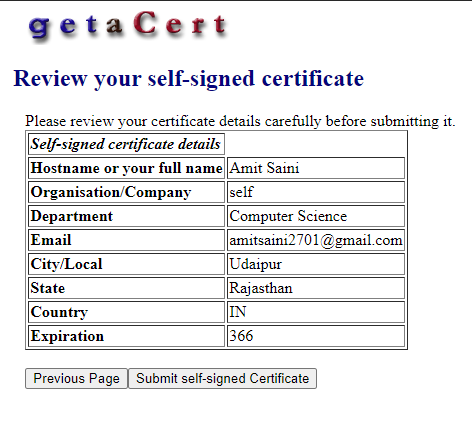 getaCert
Review your self-signed certificate
Please review your certificate details carefully before submitting it.
Self-signed certificate details
Hostname or your full name Amit Saini
Organisation/Company self
Department Computer Science
Email amitsaini2701@gmail.com
City/Local Udaipur
State Rajasthan
Country IN
Expiration 366
Previous Page Submit self-signed Certificate